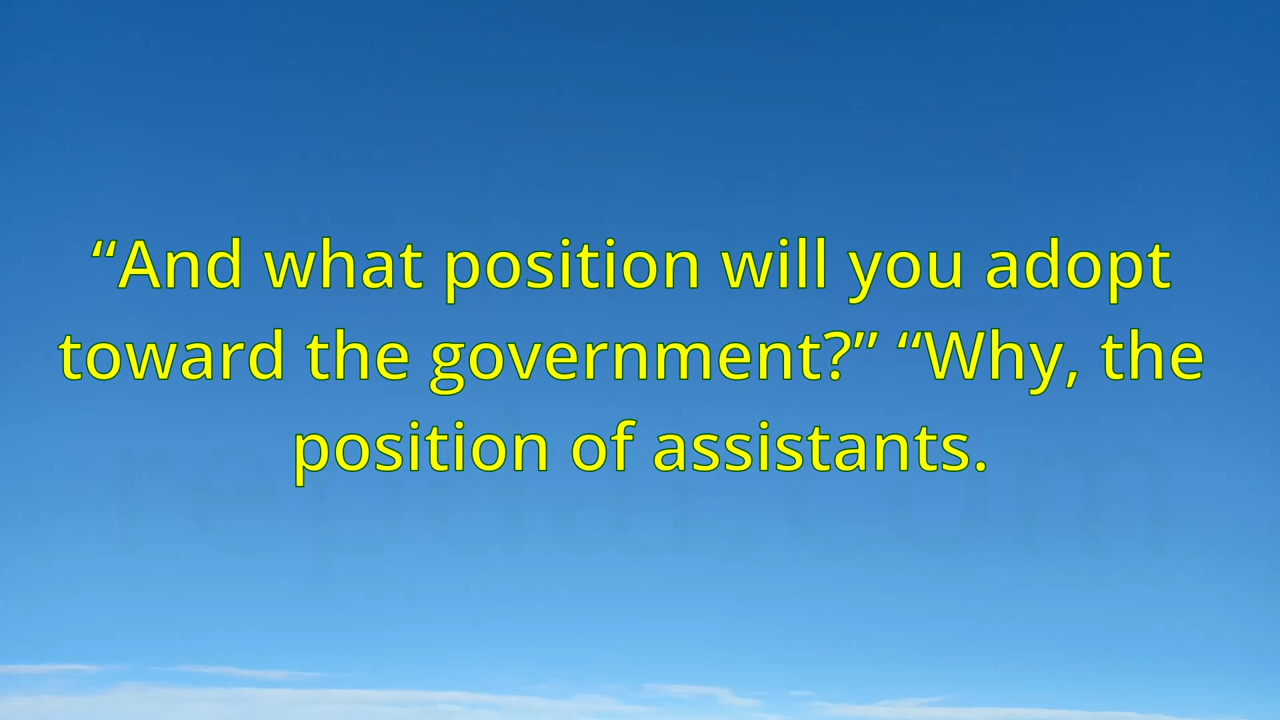 “And what position will you adopt
toward the government?” “Why, the
position of assistants.